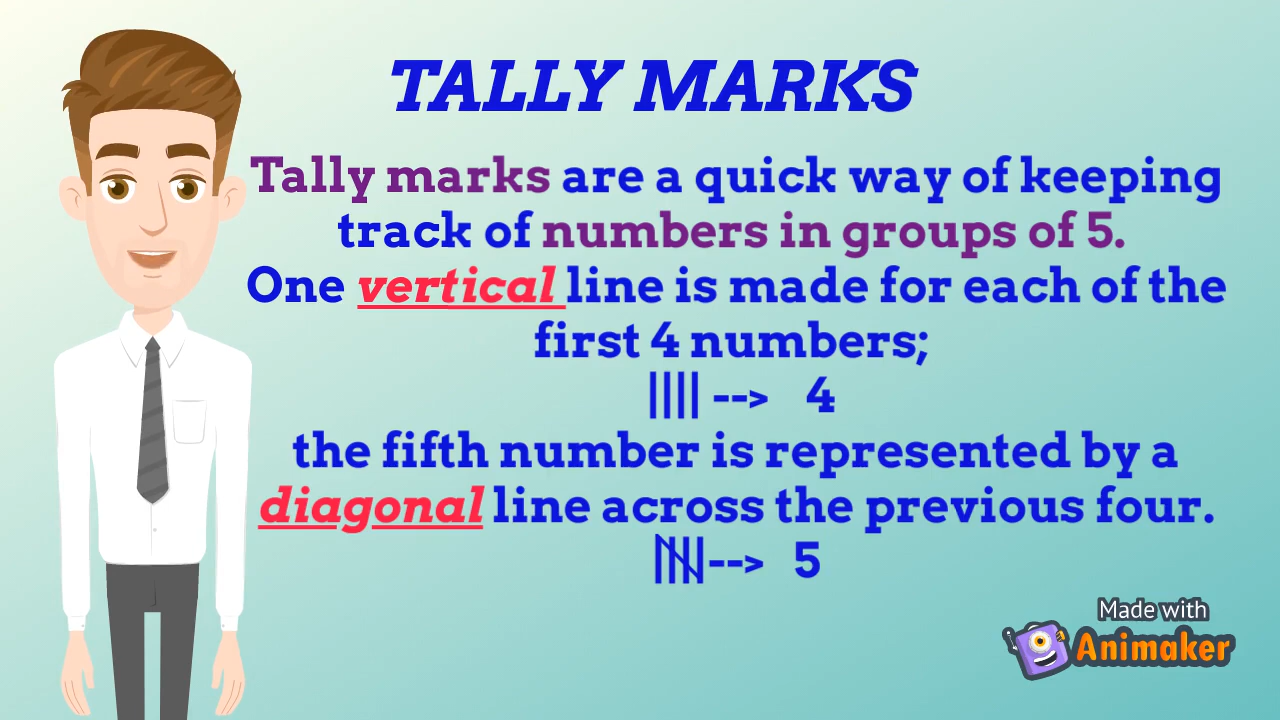 TALLY MARKS
Tally marks are a quick way of keeping
track of numbers in groups of 5.
One vertical line is made for each of the
first 4 numbers;
|||| --> 4
the fifth number is represented by a
diagonal line across the previous four.
|\|||--> 5
Made with
Animaker